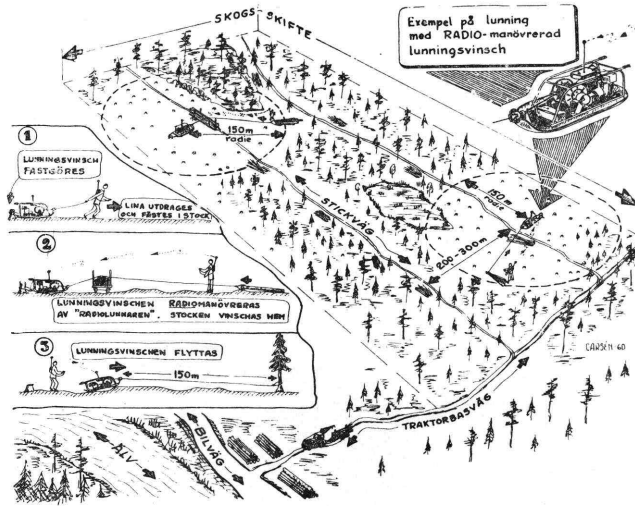 SKOGS-SKIFTE
Exempel på lunning
med RADIO-manövrerad
lunningsvinsch
150m
radie
1
LUNNINGSVINSCH
FASTGÖRES
LINA UTDRAGES
OCH FÄSTES I STOCK
2
LUNNINGSVINSCHEN RADIOMANÖVRERAS
AV "RADIOLUNNAREN". STOCKEN VINSCHAS HEM
3
LUNNINGSVINSCHEN FLYTTAS
150m
STICKVÄG
150m
radie
200-300m
CARSÉN 60
TRAKTORBASVÄG
BILVÄG
ÄLV